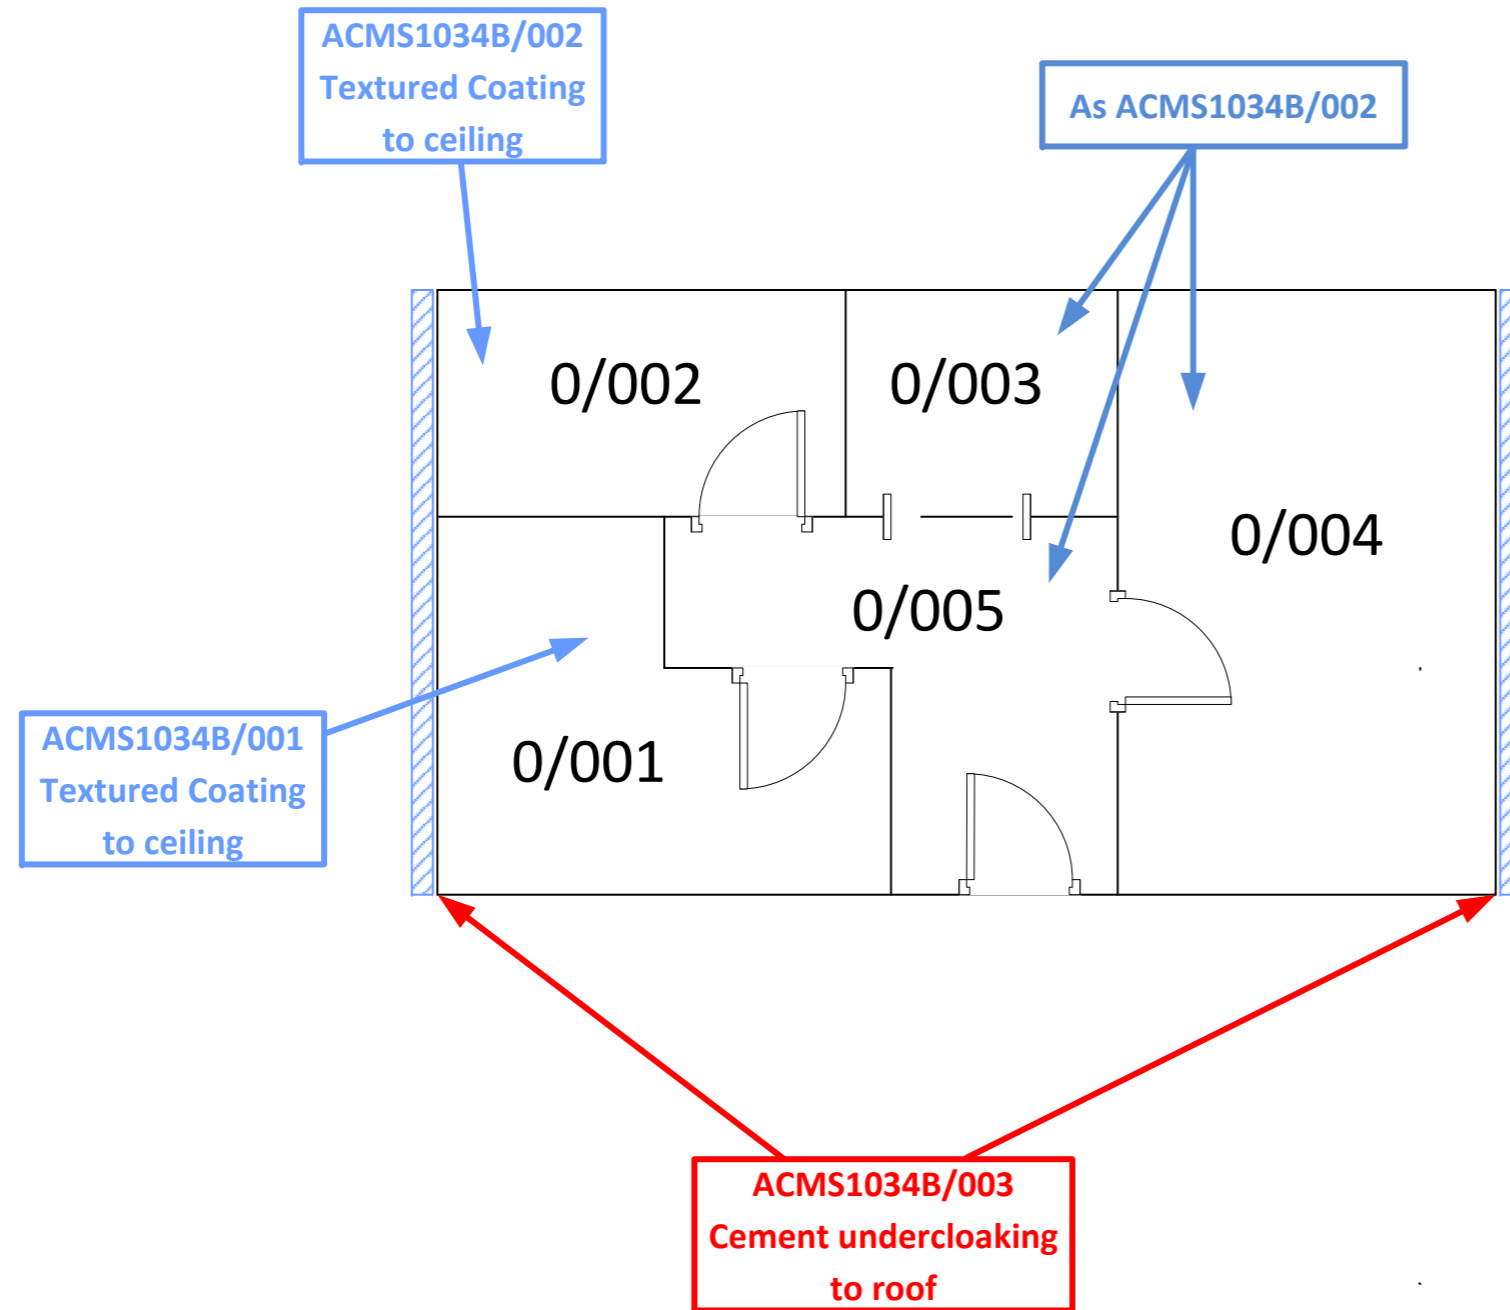 ACMS1034B/002
Textured Coating
to ceiling
As ACMS1034B/002
0/002
0/003
0/004
0/005
ACMS1034B/001
Textured Coating
to ceiling
0/001
ACMS1034B/003
Cement undercloaking
to roof